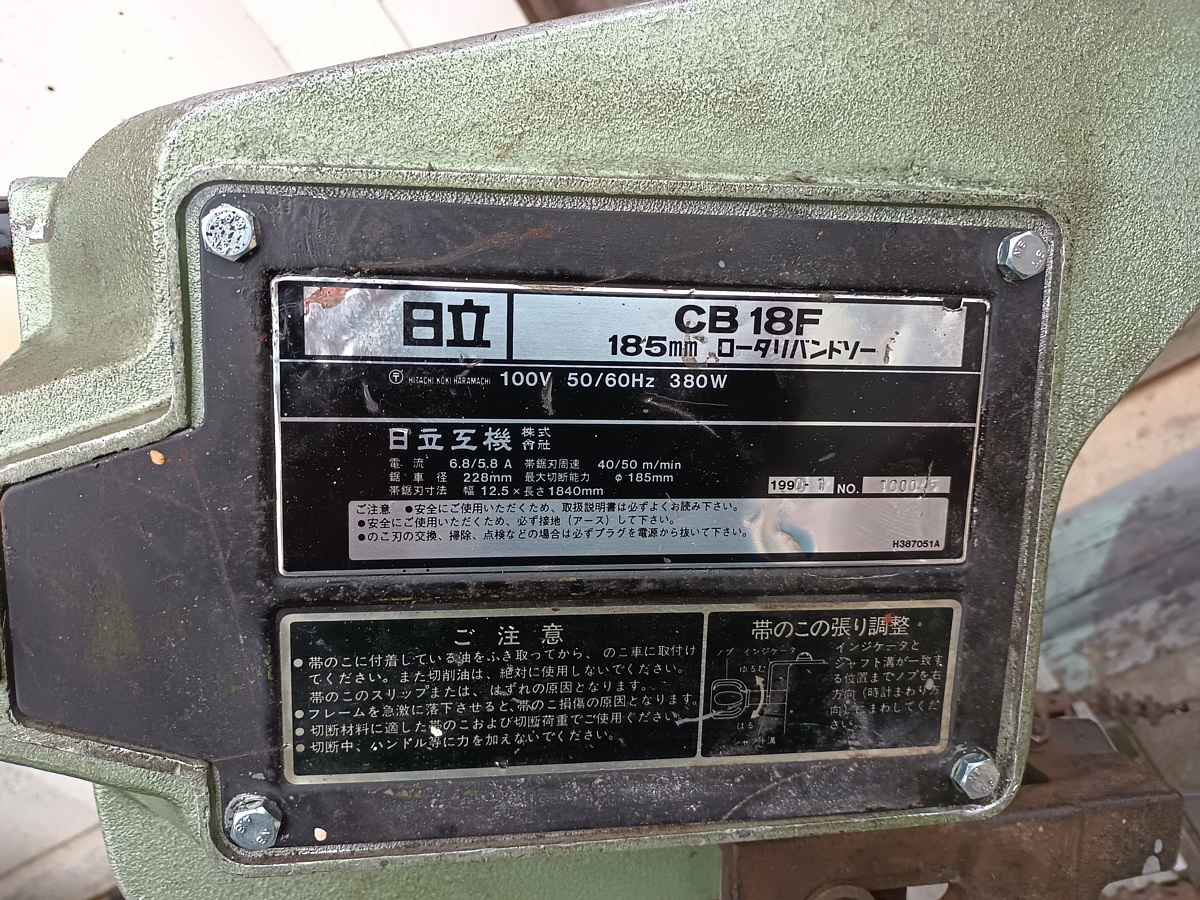 日立
CB 18F
185mm ロータリバンドソー
〒 HITACHI KOKI HARAMACHI 100V 50/60Hz 380W
日立工機 株式会社
電流 6.8/5.8 A 帯鋸刃周速 40/50 m/min
鋸車径 228mm 最大切断能力 φ185mm
帯鋸刃寸法 幅 12.5×長さ1840mm
NO.
ご注意 ●安全にご使用いただくため、取扱説明書は必ずよくお読み下さい。
●安全にご使用いただくため、必ず接地(アース)して下さい。
●のこ刃の交換、掃除、点検などの場合は必ずプラグを電源から抜いて下さい。
H387051A
ご注意
●帯のこに付着している油をふき取ってから、のこ車に取付け
てください。また切削油は、絶対に使用しないでください。
帯のこのスリップまたは、はずれの原因となります。
●フレームを急激に落下させると、帯のこ損傷の原因となります。
●切断材料に適した帯のこおよび切断荷重でご使用ください。
●切断中、ハンドル等に力を加えないでください。
帯のこの張り調整
ノブ インジケータ
ゆるむ
はる
シャフト溝
インジケータと
シャフト溝が一致す
る位置までノブを右
方向(時計まわり方
向)にまわしてくだ
さい。